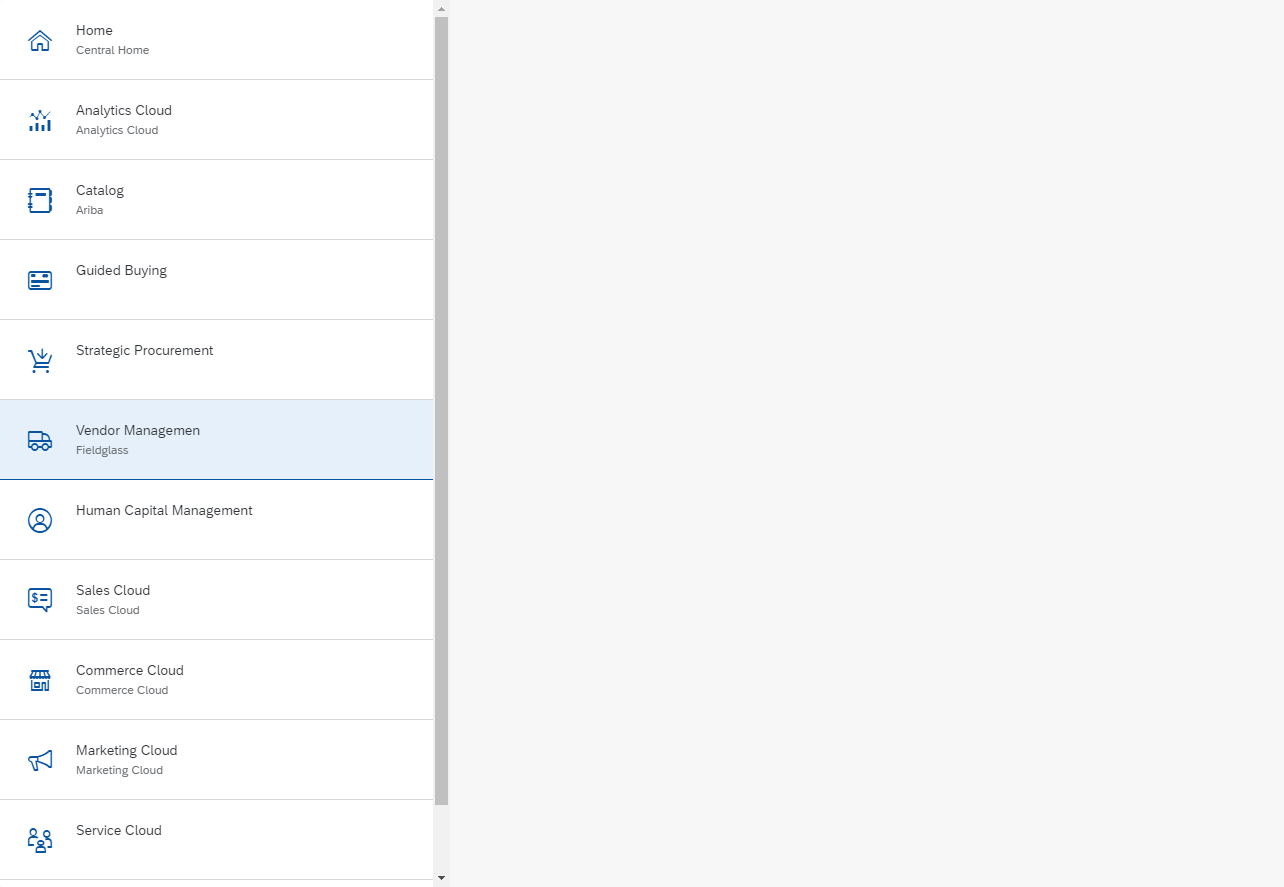 Home
Central Home
Analytics Cloud
Analytics Cloud
Catalog
Ariba
Guided Buying
Strategic Procurement
Vendor Managemen
Fieldglass
Human Capital Management
$
Sales Cloud
Sales Cloud
Commerce Cloud
Commerce Cloud
Marketing Cloud
Marketing Cloud
Service Cloud